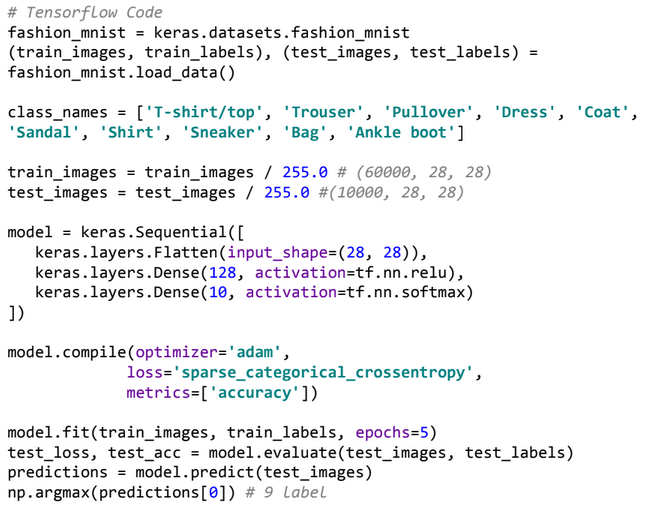 # Tensorflow Code
fashion_mnist = keras.datasets.fashion_mnist
(train_images, train_labels), (test_images, test_labels) =
fashion_mnist.load_data()
class_names = ['T-shirt/top', 'Trouser', 'Pullover', 'Dress', 'Coat',
'Sandal', 'Shirt', 'Sneaker', 'Bag', 'Ankle boot']
train_images = train_images / 255.0 # (60000, 28, 28)
test_images = test_images / 255.0 #(10000, 28, 28)
model = keras.Sequential([
keras.layers.Flatten(input_shape=(28, 28)),
keras.layers.Dense(128, activation=tf.nn.relu),
keras.layers.Dense(10, activation=tf.nn.softmax)
])
model.compile(optimizer='adam',
loss='sparse_categorical_crossentropy',
metrics=['accuracy'])
model.fit(train_images, train_labels, epochs=5)
test_loss, test_acc = model.evaluate(test_images, test_labels)
predictions = model.predict(test_images)
np.argmax(predictions[0]) # 9 label